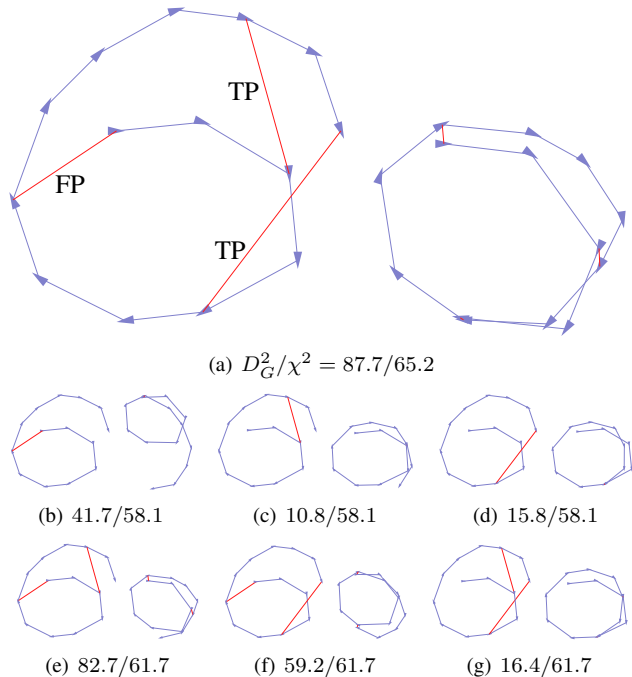 TP
FP
TP
(a) $D_G^2/\chi^2 = 87.7/65.2$
(b) 41.7/58.1 (c) 10.8/58.1 (d) 15.8/58.1
(e) 82.7/61.7 (f) 59.2/61.7 (g) 16.4/61.7